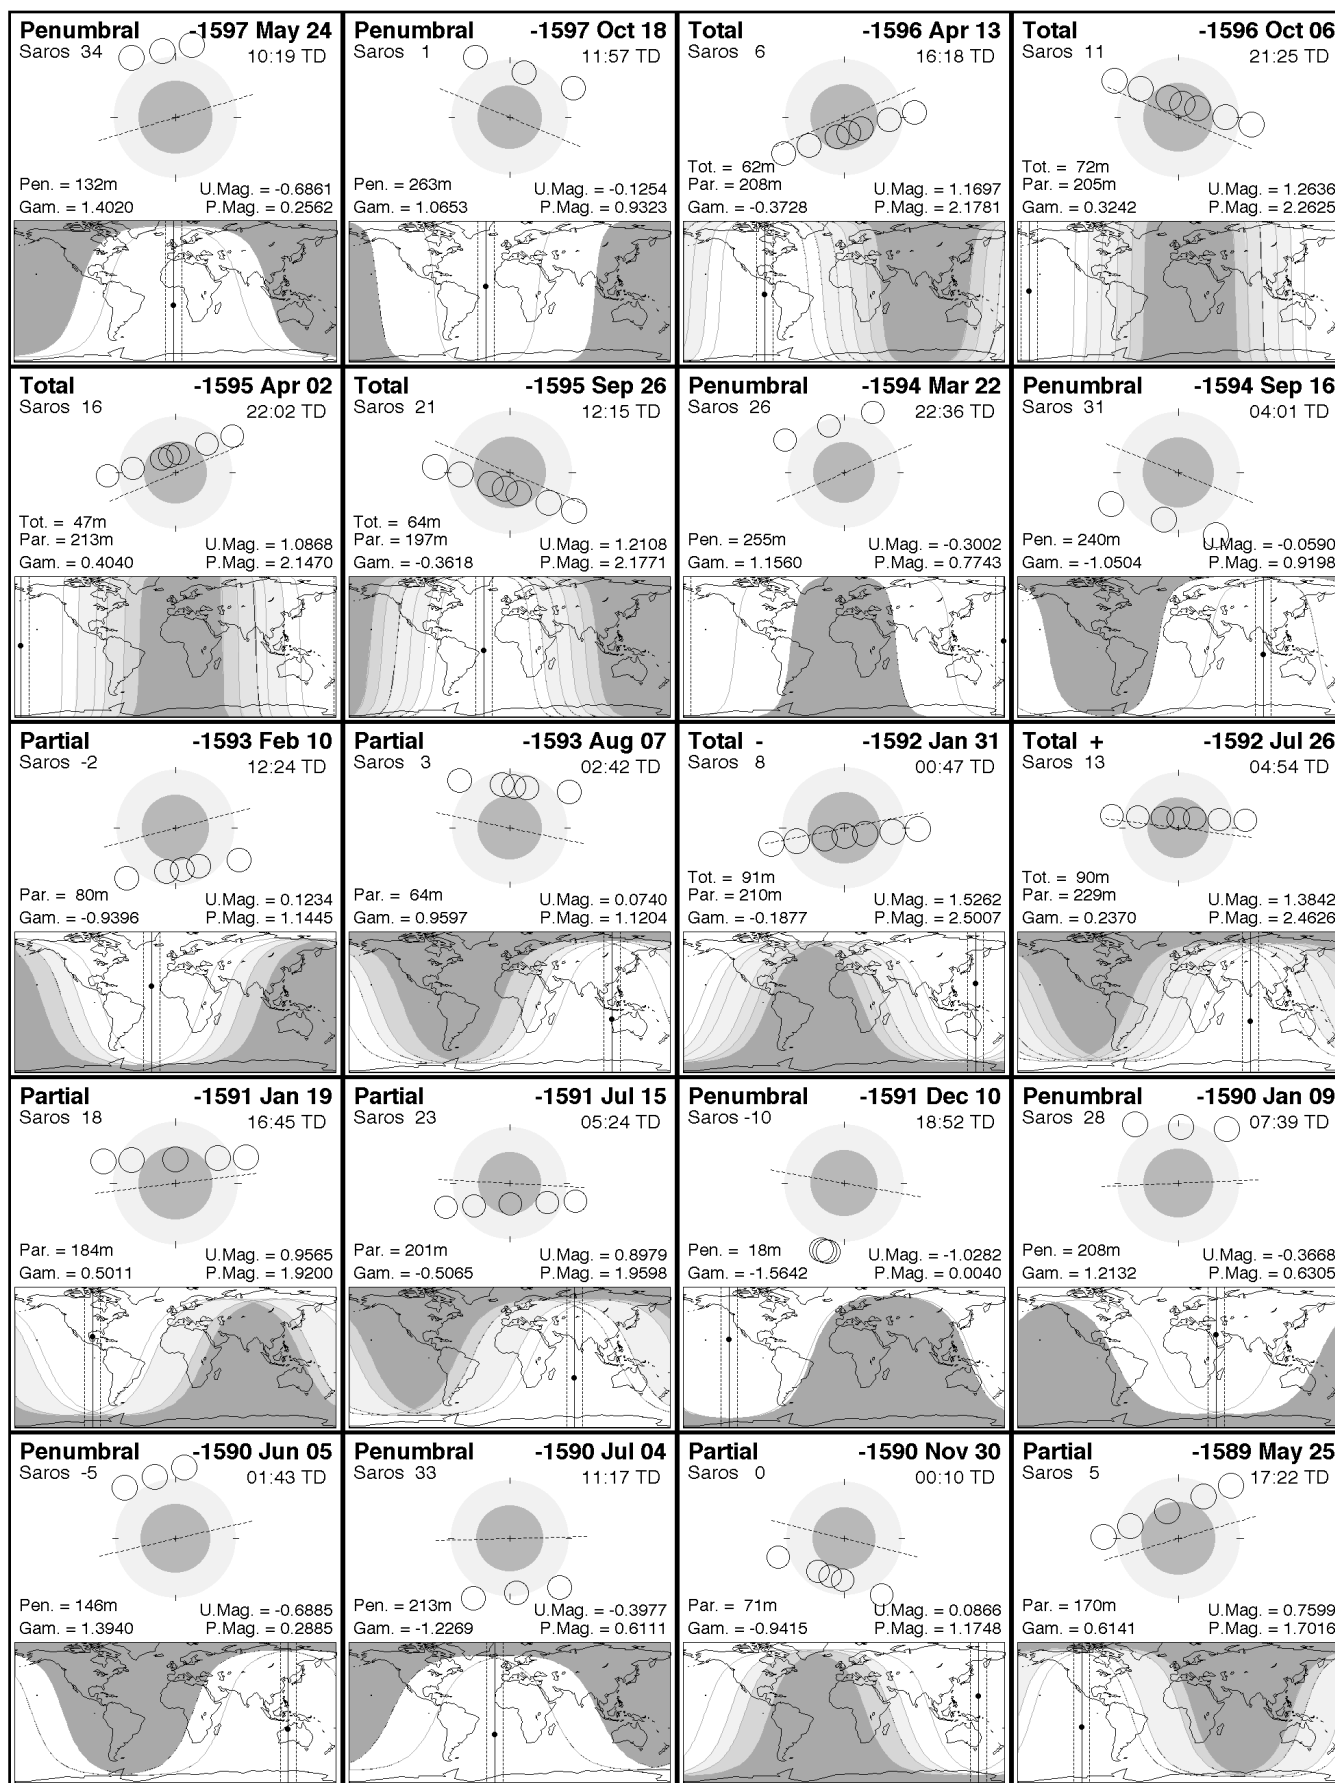 Penumbral -1597 May 24
Saros 34 10:19 TD
Pen. = 132m U.Mag. = -0.6861
Gam. = 1.4020 P.Mag. = 0.2562
Penumbral -1597 Oct 18
Saros 1 11:57 TD
Pen. = 263m U.Mag. = -0.1254
Gam. = 1.0653 P.Mag. = 0.9323
Total -1596 Apr 13
Saros 6 16:18 TD
Tot. = 62m
Par. = 208m U.Mag. = 1.1697
Gam. = -0.3728 P.Mag. = 2.1781
Total -1596 Oct 06
Saros 11 21:25 TD
Tot. = 72m
Par. = 205m U.Mag. = 1.2636
Gam. = 0.3242 P.Mag. = 2.2625
Total -1595 Apr 02
Saros 16 22:02 TD
Tot. = 47m
Par. = 213m U.Mag. = 1.0868
Gam. = 0.4040 P.Mag. = 2.1470
Total -1595 Sep 26
Saros 21 12:15 TD
Tot. = 64m
Par. = 197m U.Mag. = 1.2108
Gam. = -0.3618 P.Mag. = 2.1771
Penumbral -1594 Mar 22
Saros 26 22:36 TD
Pen. = 255m U.Mag. = -0.3002
Gam. = 1.1560 P.Mag. = 0.7743
Penumbral -1594 Sep 16
Saros 31 04:01 TD
Pen. = 240m U.Mag. = -0.0590
Gam. = -1.0504 P.Mag. = 0.9198
Partial -1593 Feb 10
Saros -2 12:24 TD
Par. = 80m U.Mag. = 0.1234
Gam. = -0.9396 P.Mag. = 1.1445
Partial -1593 Aug 07
Saros 3 02:42 TD
Par. = 64m U.Mag. = 0.0740
Gam. = 0.9597 P.Mag. = 1.1204
Total - -1592 Jan 31
Saros 8 00:47 TD
Tot. = 91m
Par. = 210m U.Mag. = 1.5262
Gam. = -0.1877 P.Mag. = 2.5007
Total + -1592 Jul 26
Saros 13 04:54 TD
Tot. = 90m
Par. = 229m U.Mag. = 1.3842
Gam. = 0.2370 P.Mag. = 2.4626
Partial -1591 Jan 19
Saros 18 16:45 TD
Par. = 184m U.Mag. = 0.9565
Gam. = 0.5011 P.Mag. = 1.9200
Partial -1591 Jul 15
Saros 23 05:24 TD
Par. = 201m U.Mag. = 0.8979
Gam. = -0.5065 P.Mag. = 1.9598
Penumbral -1591 Dec 10
Saros -10 18:52 TD
Pen. = 18m U.Mag. = -1.0282
Gam. = -1.5642 P.Mag. = 0.0040
Penumbral -1590 Jan 09
Saros 28 07:39 TD
Pen. = 208m U.Mag. = -0.3668
Gam. = 1.2132 P.Mag. = 0.6305
Penumbral -1590 Jun 05
Saros -5 01:43 TD
Pen. = 146m U.Mag. = -0.6885
Gam. = 1.3940 P.Mag. = 0.2885
Penumbral -1590 Jul 04
Saros 33 11:17 TD
Pen. = 213m U.Mag. = -0.3977
Gam. = -1.2269 P.Mag. = 0.6111
Partial -1590 Nov 30
Saros 0 00:10 TD
Par. = 71m U.Mag. = 0.0866
Gam. = -0.9415 P.Mag. = 1.1748
Partial -1589 May 25
Saros 5 17:22 TD
Par. = 170m U.Mag. = 0.7599
Gam. = 0.6141 P.Mag. = 1.7016